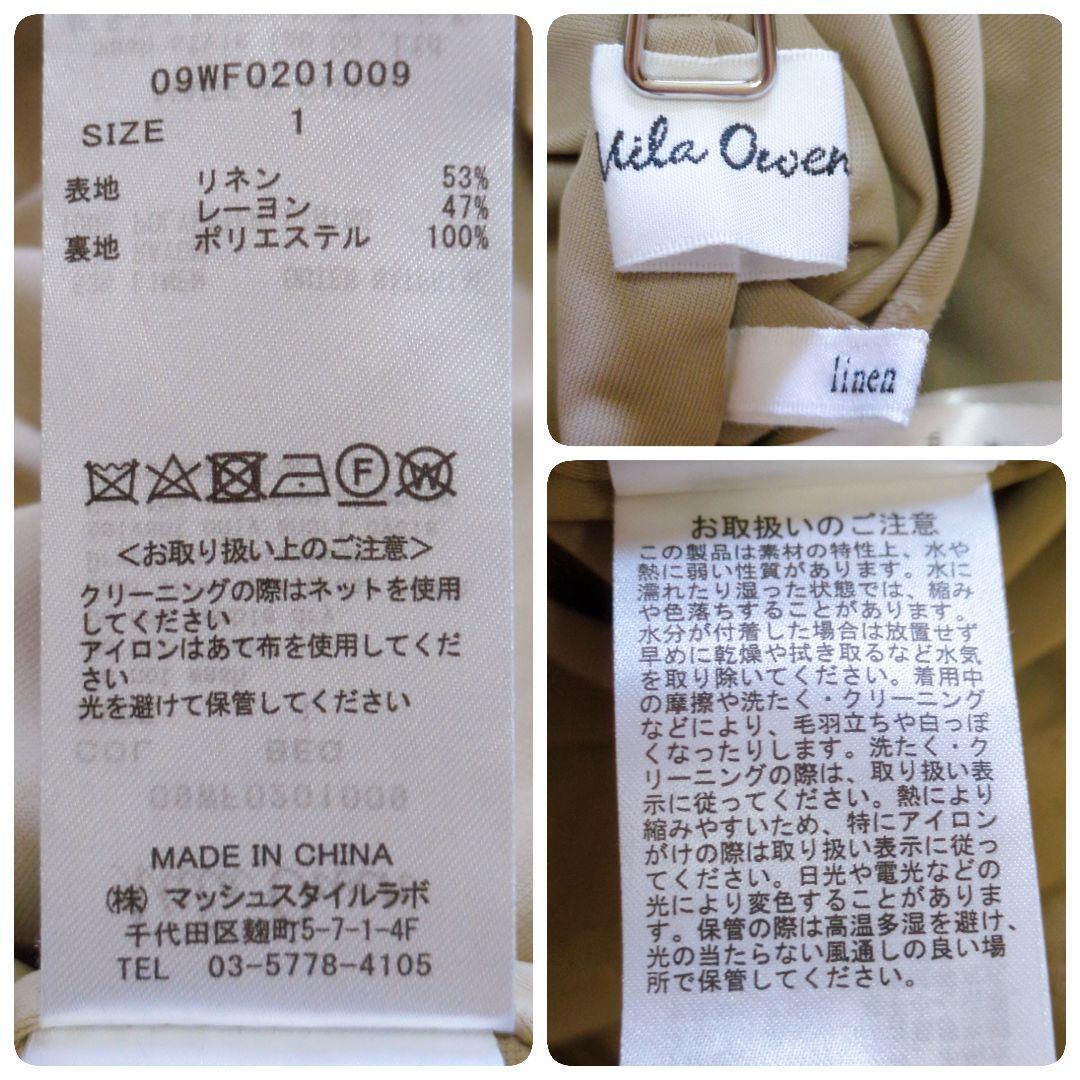 09WF0201009
SIZE 1
表地 リネン 53%
レーヨン 47%
裏地 ポリエステル 100%
F W
<お取り扱い上のご注意>
クリーニングの際はネットを使用
してください
アイロンはあて布を使用してくだ
さい
光を避けて保管してください
MADE IN CHINA
(株) マッシュスタイルラボ
千代田区麹町5-7-1-4F
TEL 03-5778-4105
Mila Owen
linen
お取扱いのご注意
この製品は素材の特性上、水や
熱に弱い性質があります。水に
濡れたり湿った状態では、縮み
や色落ちすることがあります。
水分が付着した場合は放置せず
早めに乾燥や拭き取るなど水気
を取り除いてください。着用中
の摩擦や洗たく・クリーニング
などにより、毛羽立ちや白っぽ
くなったりします。洗たく・ク
リーニングの際は、取り扱い表
示に従ってください。熱により
縮みやすいため、特にアイロン
がけの際は取り扱い表示に従っ
てください。日光や電光などの
光により変色することがありま
す。保管の際は高温多湿を避け、
光の当たらない風通しの良い場
所で保管してください。